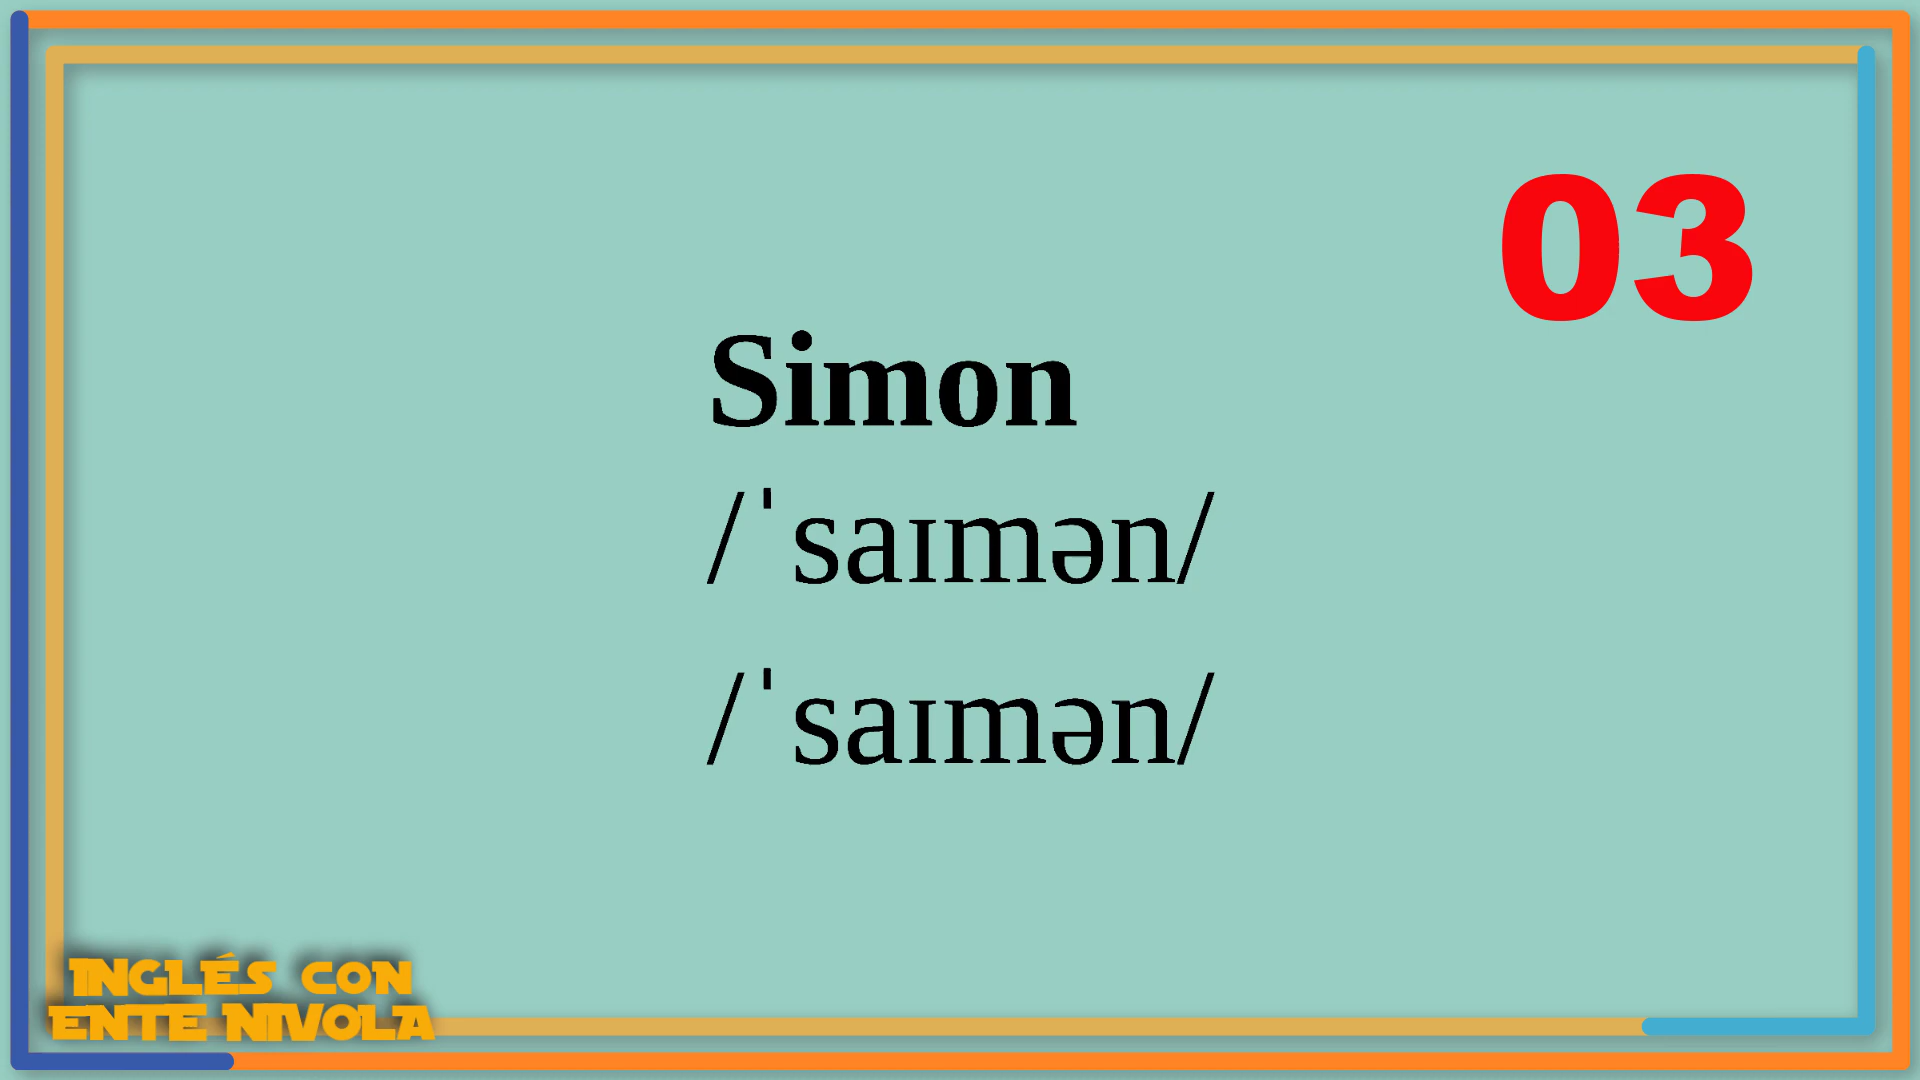 03
Simon
/ˈsaɪmən/
/ˈsaɪmən/
INGLÉS CON
ENTE NIVOLA